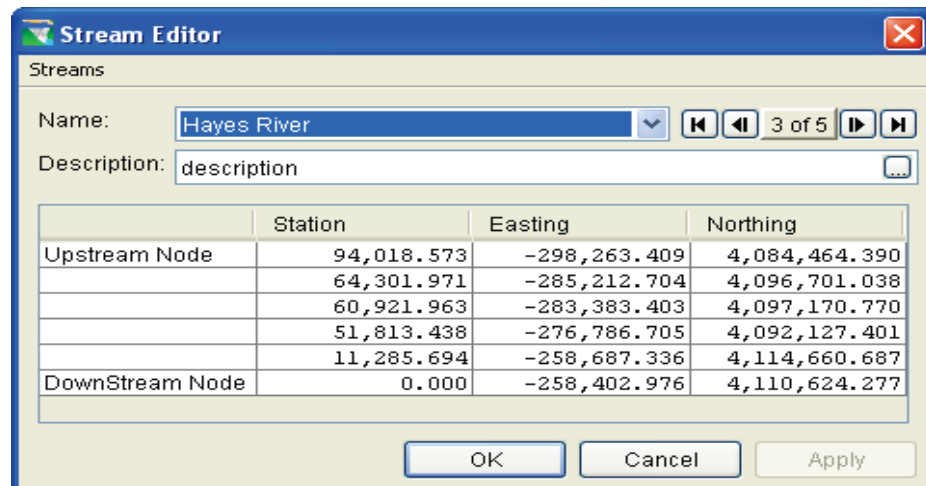 Stream Editor
Streams
Name: Hayes River 3 of 5
Description: description ...
Station Easting Northing
Upstream Node 94,018.573 -298,263.409 4,084,464.390
64,301.971 -285,212.704 4,096,701.038
60,921.963 -283,383.403 4,097,170.770
51,813.438 -276,786.705 4,092,127.401
11,285.694 -258,687.336 4,114,660.687
DownStream Node 0.000 -258,402.976 4,110,624.277
OK Cancel Apply